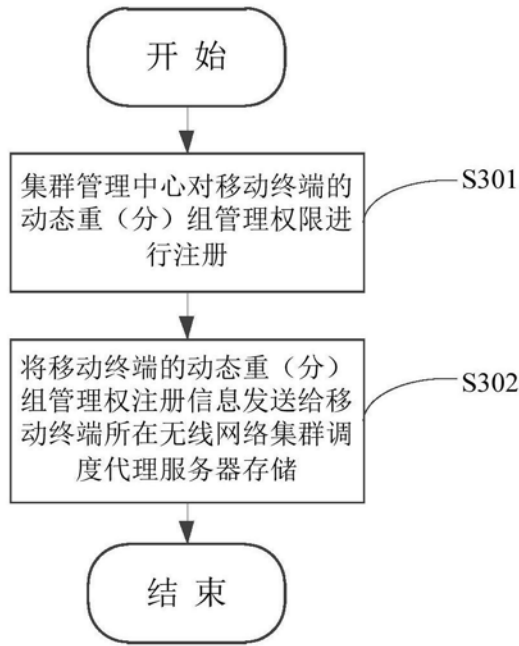 开 始
集群管理中心对移动终端的
动态重（分）组管理权限进
行注册
S301
将移动终端的动态重（分）
组管理权注册信息发送给移
动终端所在无线网络集群调
度代理服务器存储
S302
结 束